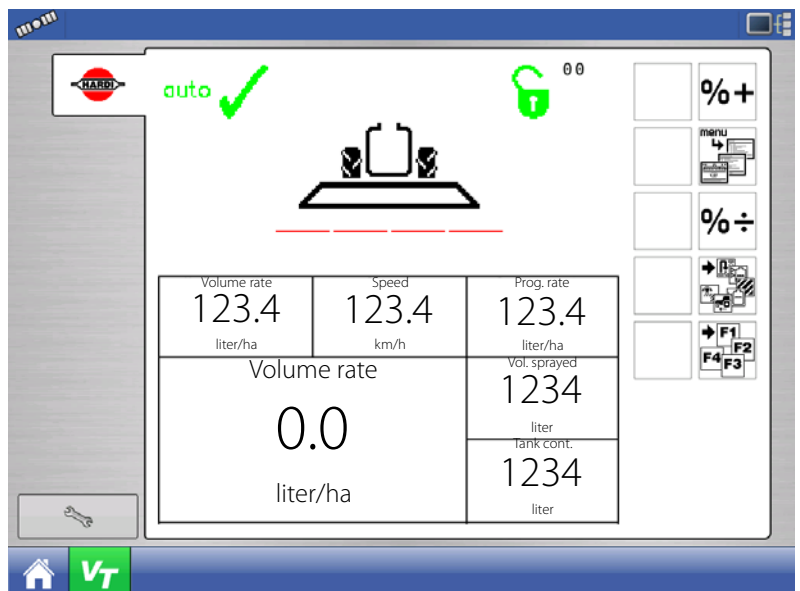 HARDI
auto
00
%+
menu
%÷
F1
F2
F4 F3
Volume rate
123.4
liter/ha
Speed
123.4
km/h
Prog. rate
123.4
liter/ha
Volume rate
0.0
liter/ha
Vol. sprayed
1234
liter
Tank cont.
1234
liter
VT